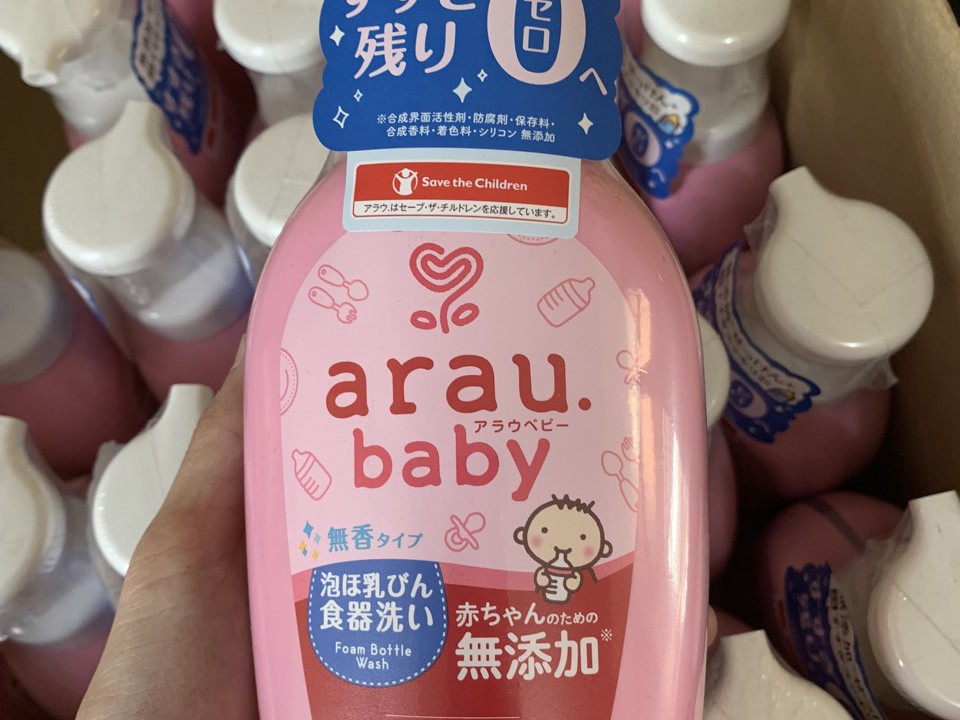 残り
0
ゼロ
へ
※合成界面活性剤・防腐剤・保存料・
合成香料・着色料・シリコン 無添加
Save the Children
アラウ.はセーブ・ザ・チルドレンを応援しています。
arau.
アラウベビー
baby
無香タイプ
泡ほ乳びん
食器洗い
Foam Bottle
Wash
赤ちゃんのための
無添加※